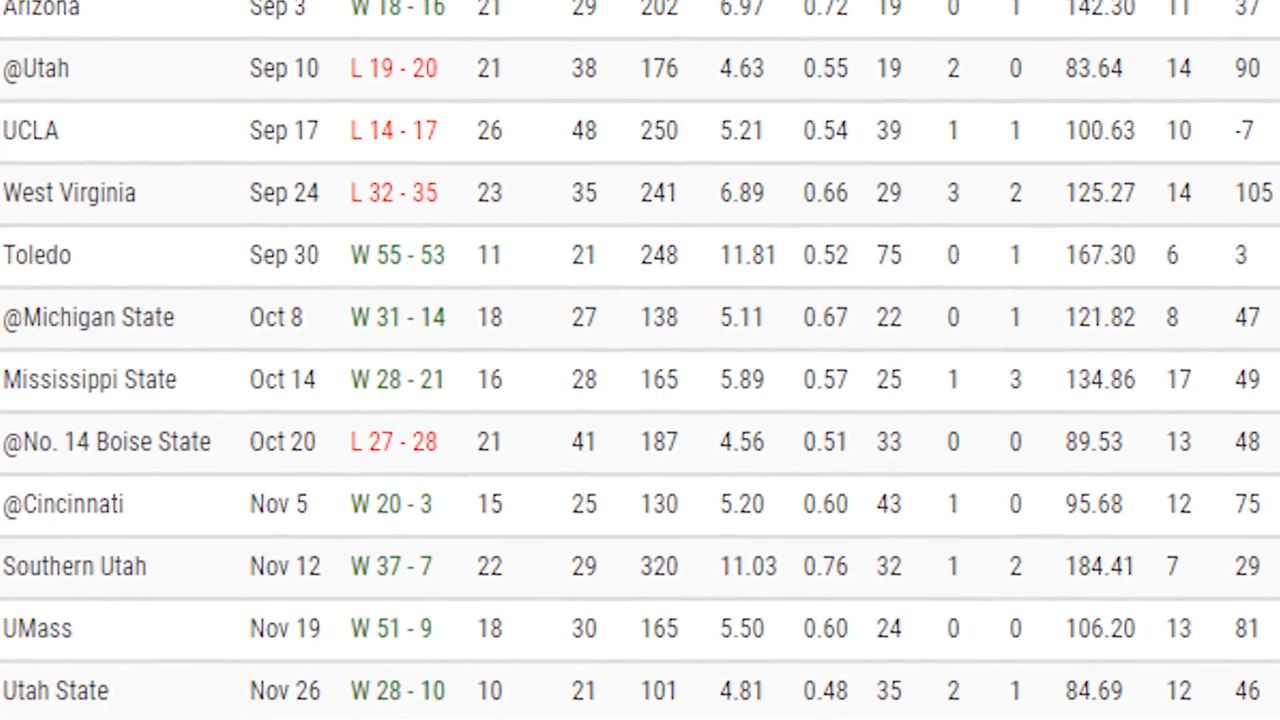 Arizona Sep 3 W 18 - 16 21 29 202 6.97 0.72 19 0 1 142.30 11 37
@Utah Sep 10 L 19 - 20 21 38 176 4.63 0.55 19 2 0 83.64 14 90
UCLA Sep 17 L 14 - 17 26 48 250 5.21 0.54 39 1 1 100.63 10 -7
West Virginia Sep 24 L 32 - 35 23 35 241 6.89 0.66 29 3 2 125.27 14 105
Toledo Sep 30 W 55 - 53 11 21 248 11.81 0.52 75 0 1 167.30 6 3
@Michigan State Oct 8 W 31 - 14 18 27 138 5.11 0.67 22 0 1 121.82 8 47
Mississippi State Oct 14 W 28 - 21 16 28 165 5.89 0.57 25 1 3 134.86 17 49
@No. 14 Boise State Oct 20 L 27 - 28 21 41 187 4.56 0.51 33 0 0 89.53 13 48
@Cincinnati Nov 5 W 20 - 3 15 25 130 5.20 0.60 43 1 0 95.68 12 75
Southern Utah Nov 12 W 37 - 7 22 29 320 11.03 0.76 32 1 2 184.41 7 29
UMass Nov 19 W 51 - 9 18 30 165 5.50 0.60 24 0 0 106.20 13 81
Utah State Nov 26 W 28 - 10 10 21 101 4.81 0.48 35 2 1 84.69 12 46